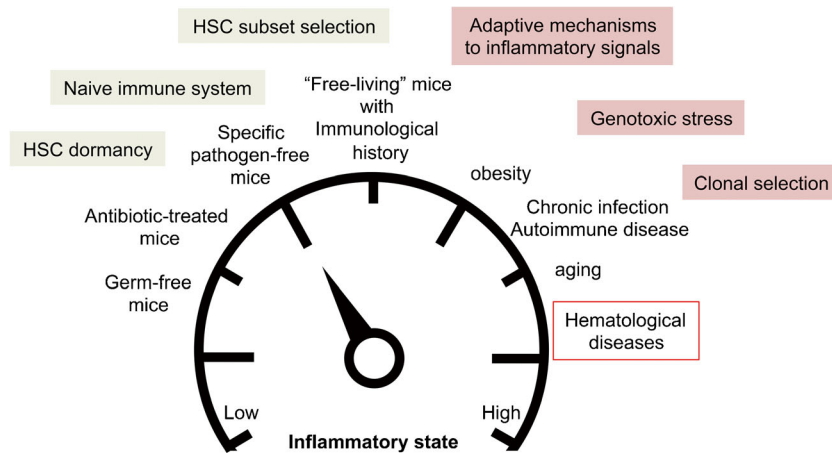 HSC subset selection
Adaptive mechanisms
to inflammatory signals
Naive immune system
“Free-living” mice
with
Immunological
history
Genotoxic stress
HSC dormancy
Specific
pathogen-free
mice
obesity
Clonal selection
Antibiotic-treated
mice
Chronic infection
Autoimmune disease
Germ-free
mice
aging
Hematological
diseases
Low
High
Inflammatory state